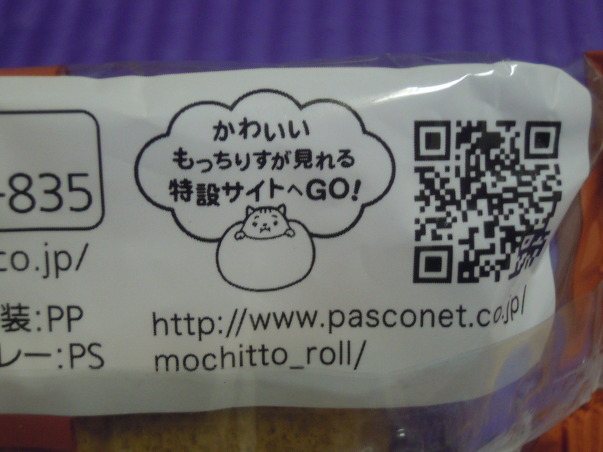 かわいい
もっちりすが見れる
特設サイトへGO!
-835
co.jp/
装:PP
レー:PS
http://www.pasconet.co.jp/
mochitto_roll/